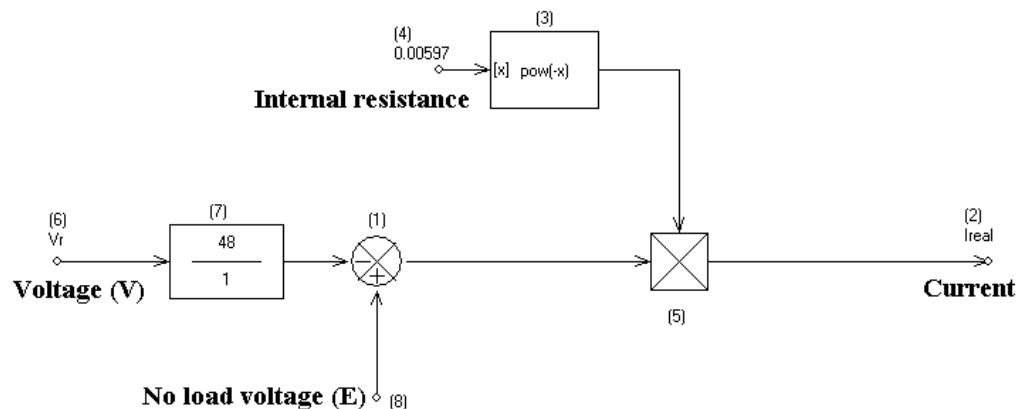 (3)
(4)
0.00597
[x] pow(-x)
Internal resistance
(6)
Vr
(7)
48
1
(1)
(2)
Ireal
Voltage (V)
Current
(5)
No load voltage (E)
(8)